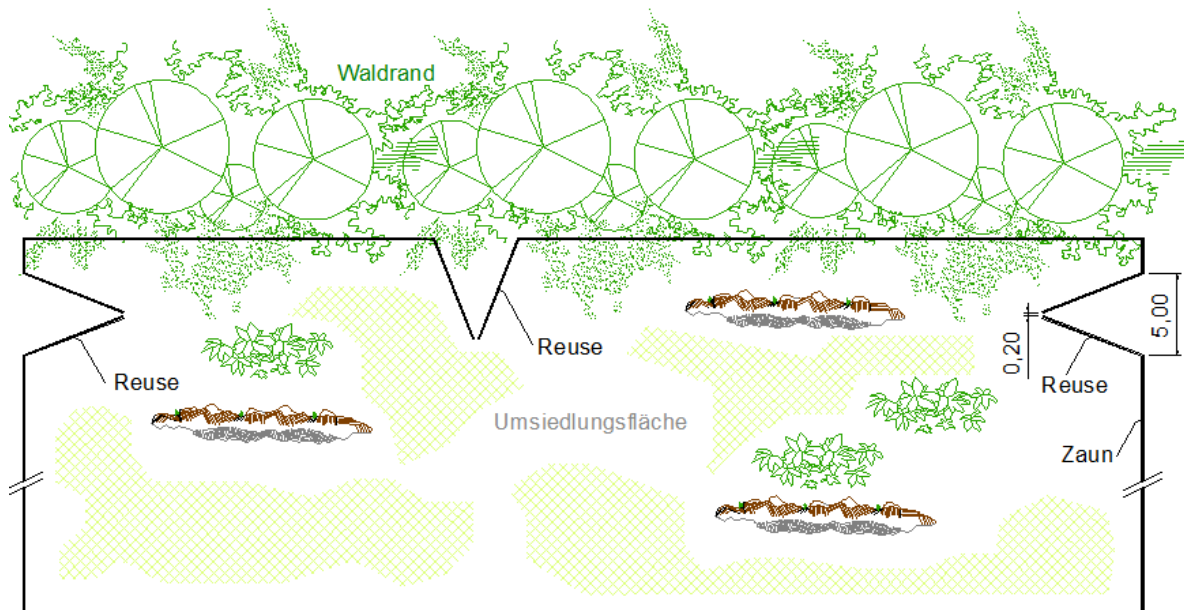 Waldrand
Reuse
Reuse
Umsiedlungsfläche
0,20
5,00
Reuse
Zaun